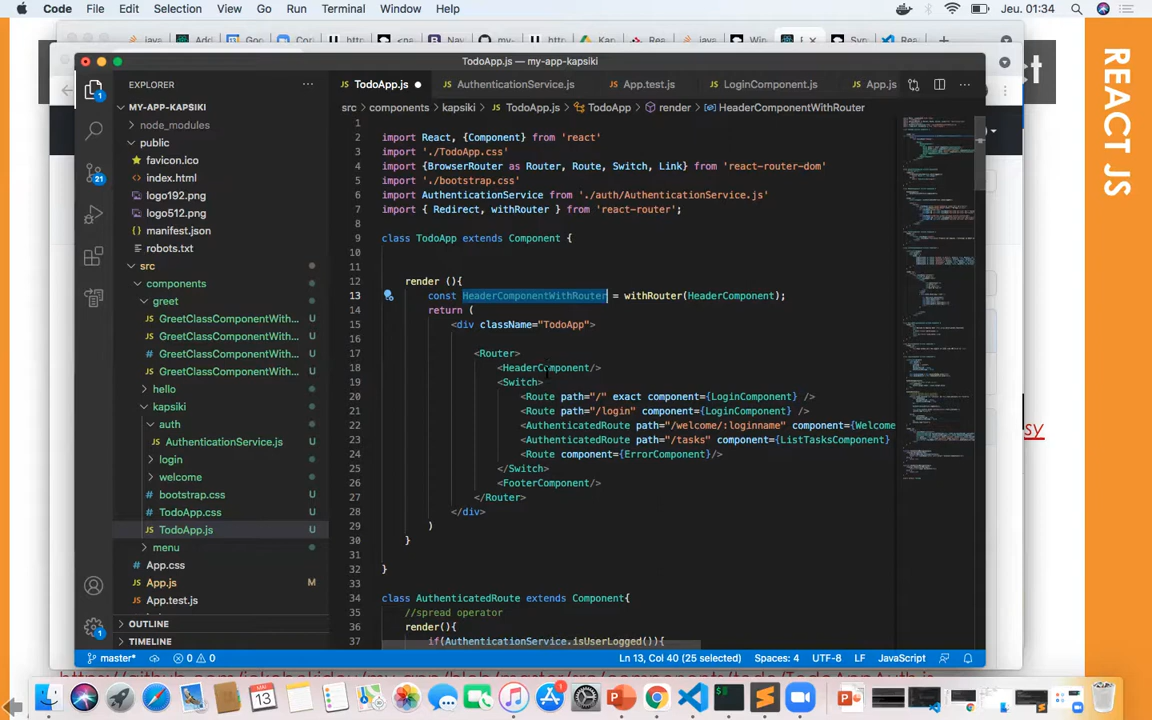 Code File Edit Selection View Go Run Terminal Window Help Jeu. 01:34
REACT JS
TodoApp.js — my-app-kapsiki
EXPLORER
TodoApp.js AuthenticationService.js App.test.js LoginComponent.js App.js
src > components > kapsiki > TodoApp.js > TodoApp > render > HeaderComponentWithRouter
MY-APP-KAPSIKI
node_modules
public
favicon.ico
index.html
logo192.png
logo512.png
manifest.json
robots.txt
src
components
greet
GreetClassComponentWith... U
GreetClassComponentWith... U
GreetClassComponentWith... U
GreetClassComponentWith... U
hello
kapsiki
auth
AuthenticationService.js U
login
welcome
bootstrap.css U
TodoApp.css U
TodoApp.js U
menu
App.css
App.js M
App.test.js
OUTLINE
TIMELINE
1
2 import React, {Component} from 'react'
3 import './TodoApp.css'
4 import {BrowserRouter as Router, Route, Switch, Link} from 'react-router-dom'
5 import './bootstrap.css'
6 import AuthenticationService from './auth/AuthenticationService.js'
7 import { Redirect, withRouter } from 'react-router';
8
9 class TodoApp extends Component {
10
11
12 render (){
13 const HeaderComponentWithRouter = withRouter(HeaderComponent);
14 return (
15 <div className="TodoApp">
16
17 <Router>
18 <HeaderComponent/>
19 <Switch>
20 <Route path="/" exact component={LoginComponent} />
21 <Route path="/login" component={LoginComponent} />
22 <AuthenticatedRoute path="/welcome/:loginname" component={Welcome
23 <AuthenticatedRoute path="/tasks" component={ListTasksComponent}
24 <Route component={ErrorComponent}/>
25 </Switch>
26 <FooterComponent/>
27 </Router>
28 </div>
29 )
30 }
31
32 }
33
34 class AuthenticatedRoute extends Component{
35 //spread operator
36 render(){
37 if(AuthenticationService.isUserLogged()){
master* 0 0 Ln 13, Col 40 (25 selected) Spaces: 4 UTF-8 LF JavaScript
sy